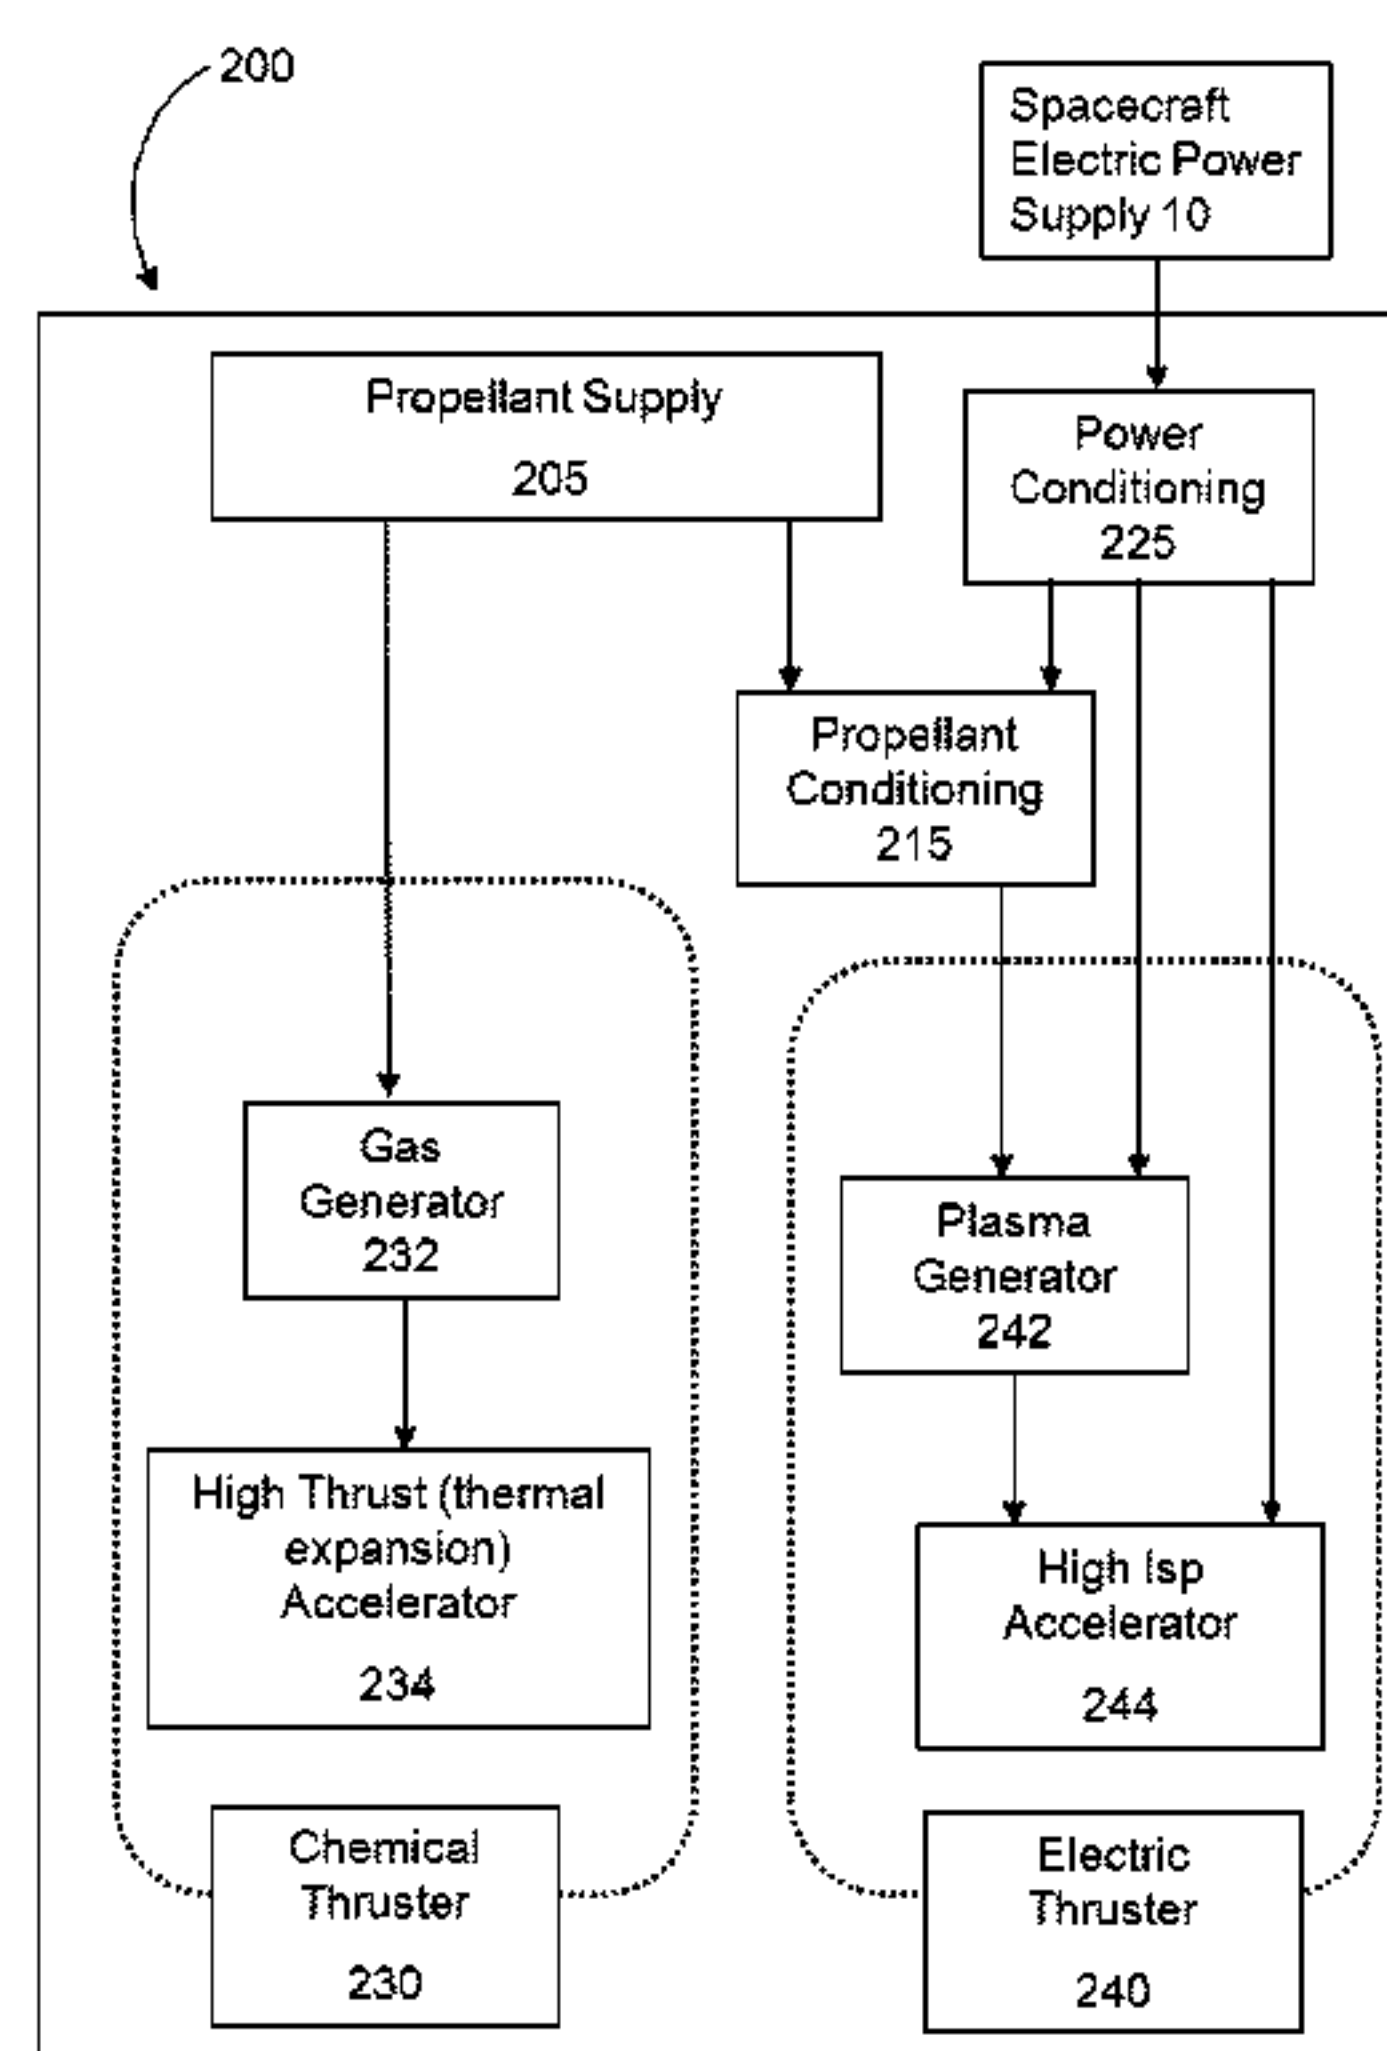 200
Spacecraft
Electric Power
Supply 10
Propellant Supply
205
Power
Conditioning
225
Propellant
Conditioning
215
Gas
Generator
232
Plasma
Generator
242
High Thrust (thermal
expansion)
Accelerator
234
High Isp
Accelerator
244
Chemical
Thruster
230
Electric
Thruster
240